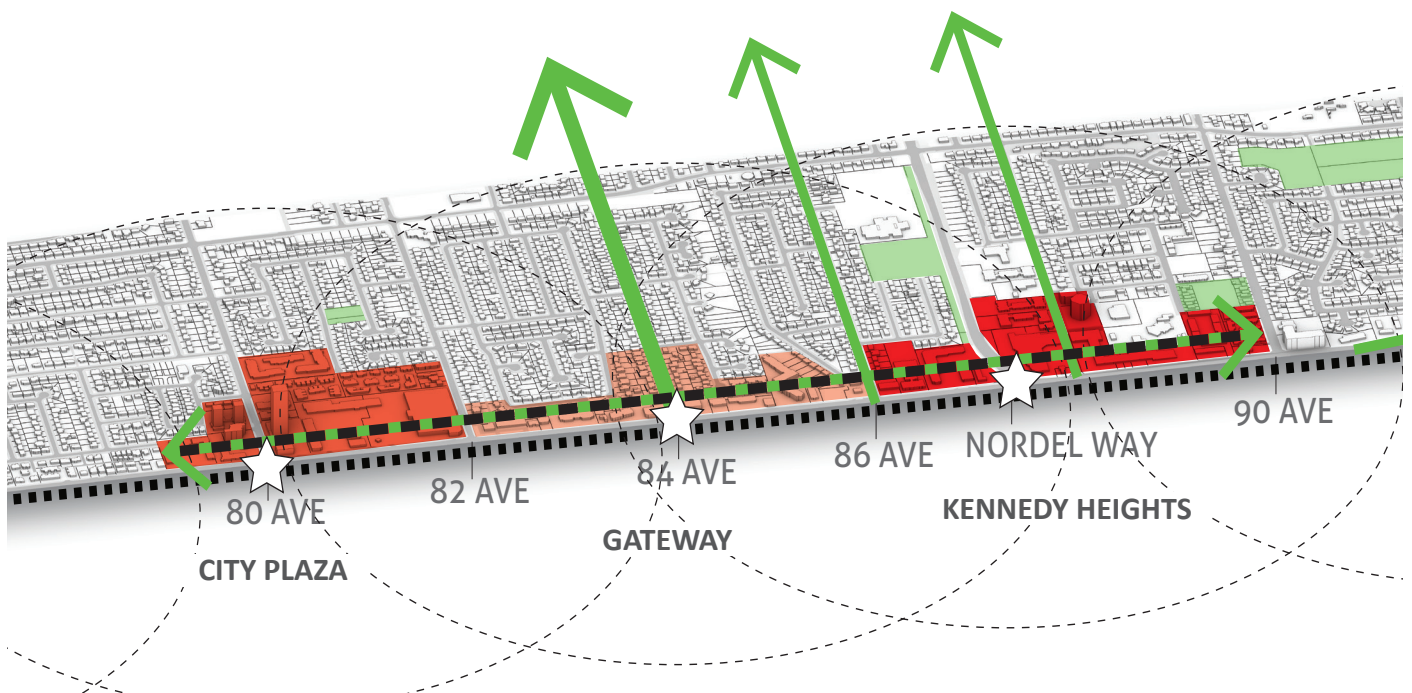 90 AVE
NORDEL WAY
86 AVE
84 AVE
82 AVE
80 AVE
KENNEDY HEIGHTS
GATEWAY
CITY PLAZA